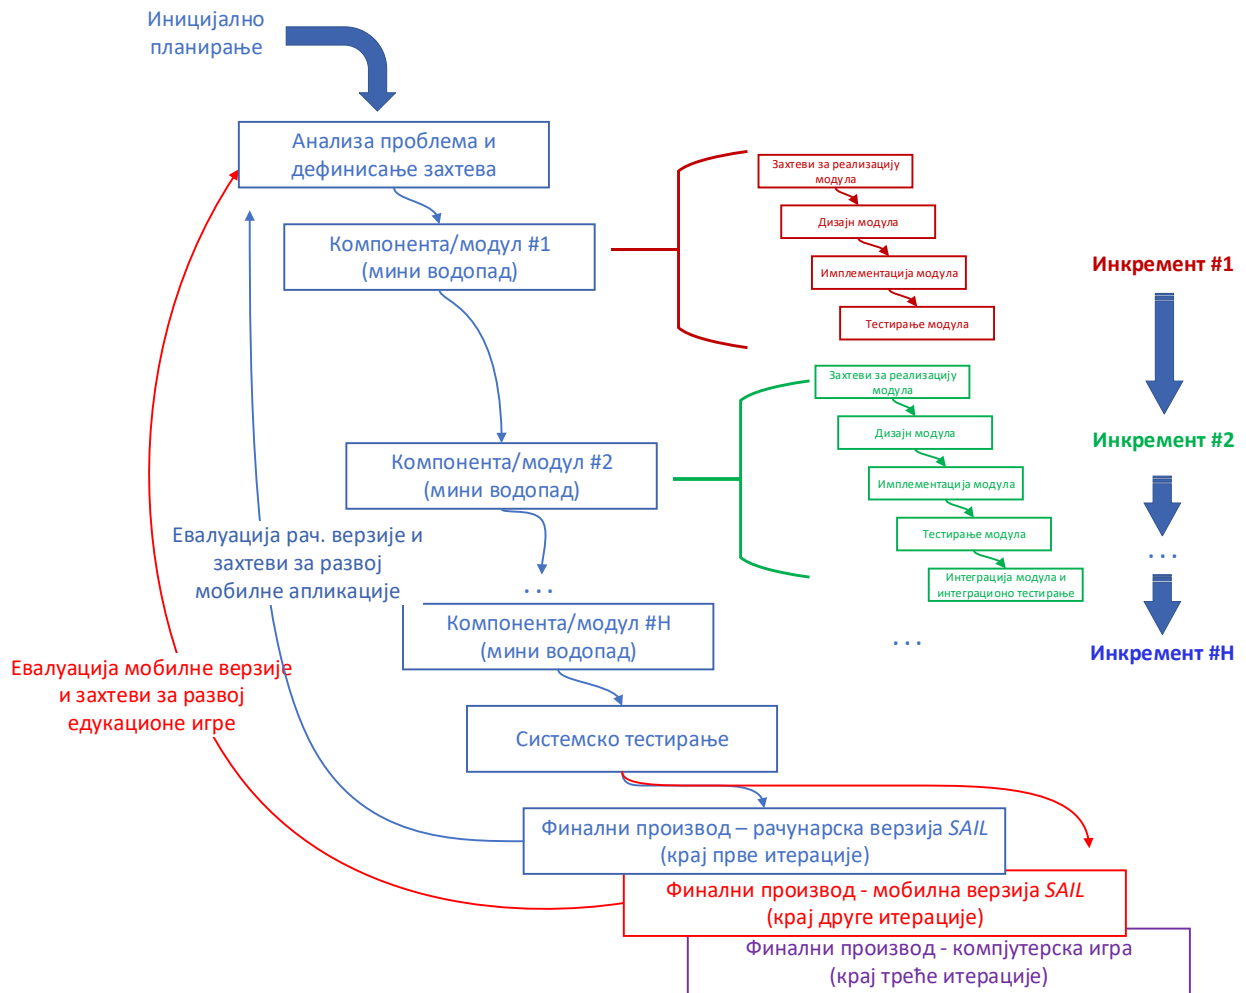 Иницијално
планирање
Анализа проблема и
дефинисање захтева
Компонента/модул #1
(мини водопад)
Захтеви за реализацију
модула
Дизајн модула
Имплементација модула
Тестирање модула
Инкремент #1
Захтеви за реализацију
модула
Дизајн модула
Имплементација модула
Тестирање модула
Интеграција модула и
интеграционо тестирање
Инкремент #2
. . .
Инкремент #Н
Компонента/модул #2
(мини водопад)
. . .
Евалуација рач. верзије и
захтеви за развој
мобилне апликације
Компонента/модул #Н
(мини водопад)
. . .
Евалуација мобилне верзије
и захтеви за развој
едукационе игре
Системско тестирање
Финални производ – рачунарска верзија SAIL
(крај прве итерације)
Финални производ - мобилна верзија SAIL
(крај друге итерације)
Финални производ - компјутерска игра
(крај треће итерације)